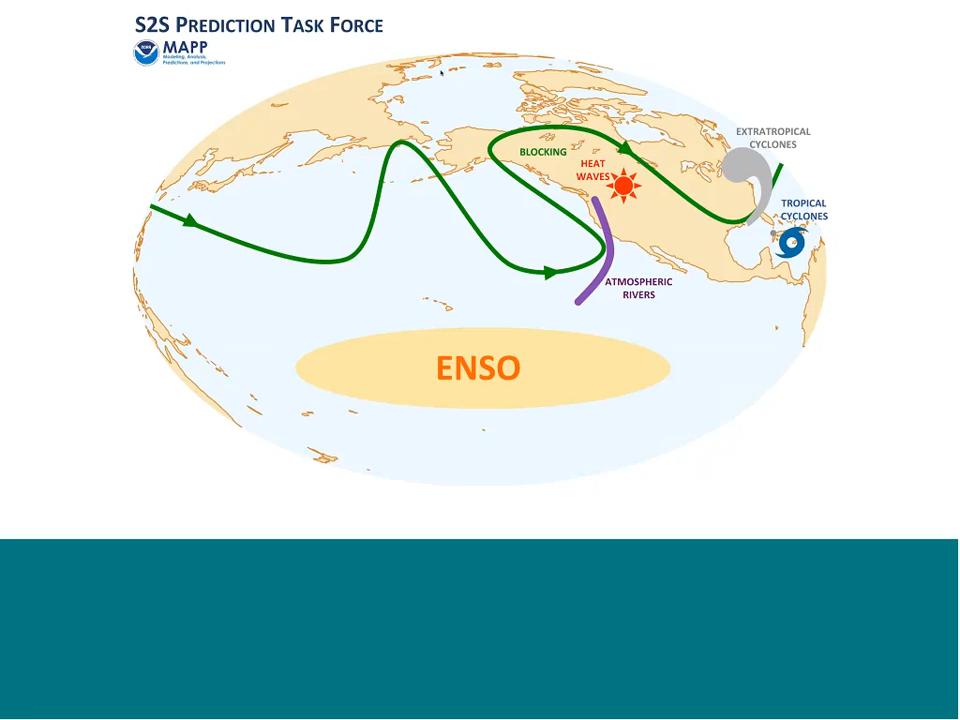 S2S PREDICTION TASK FORCE
NOAA
MAPP
Modeling, Analysis,
Predictions, and Projections
EXTRATROPICAL
CYCLONES
BLOCKING
HEAT
WAVES
TROPICAL
CYCLONES
ATMOSPHERIC
RIVERS
ENSO